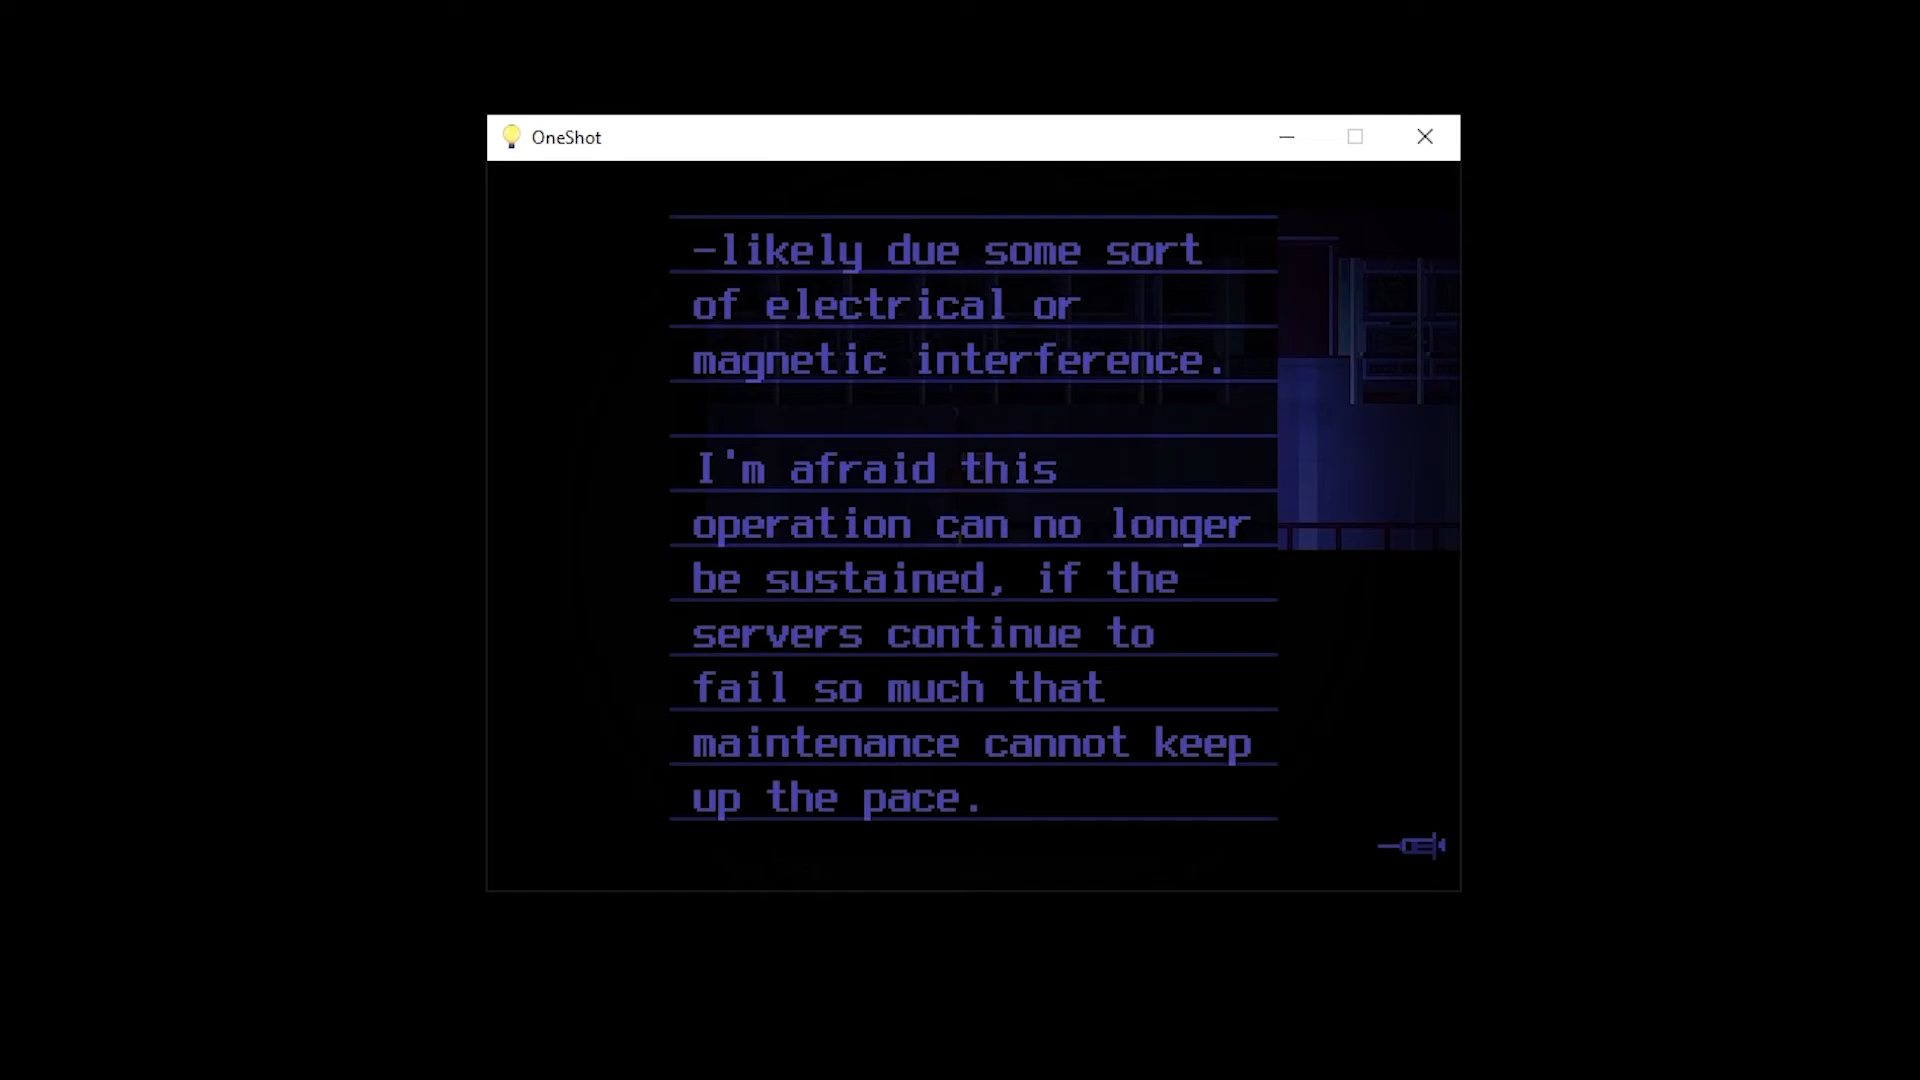 OneShot
-likely due some sort
of electrical or
magnetic interference.
I'm afraid this
operation can no longer
be sustained, if the
servers continue to
fail so much that
maintenance cannot keep
up the pace.